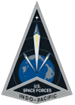 U.S.
SPACE FORCES
INDO-PACIFIC